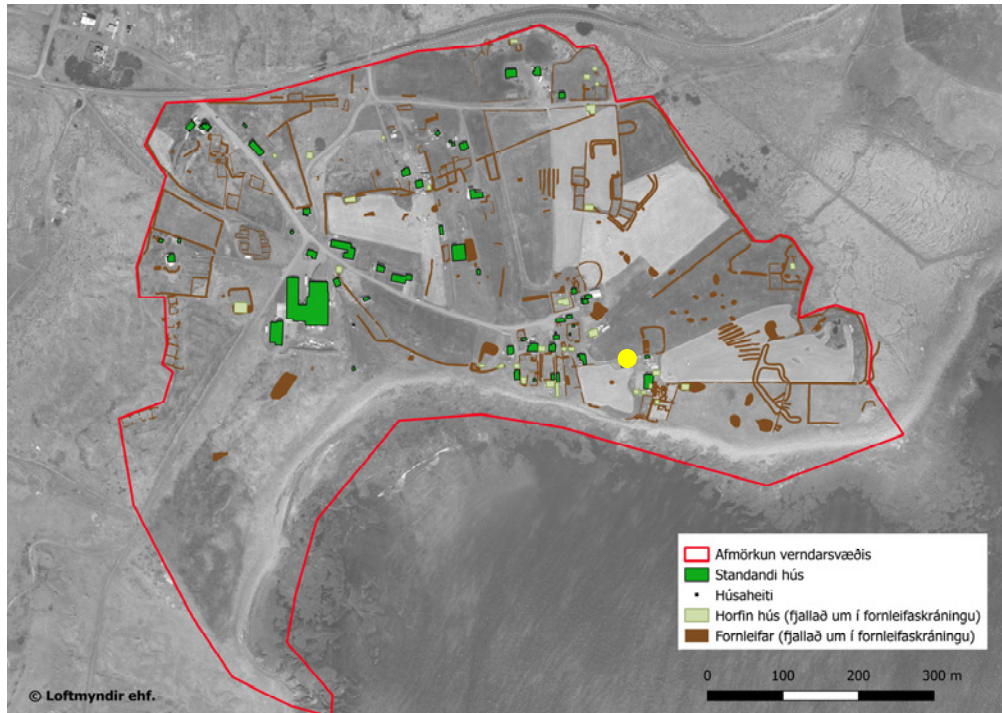 Afmörkun verndarsvæðis
Standandi hús
Húsaheiti
Horfin hús (fjallað um í fornleifaskráningu)
Fornleifar (fjallað um í fornleifaskráningu)
0 100 200 300 m
© Loftmyndir ehf.